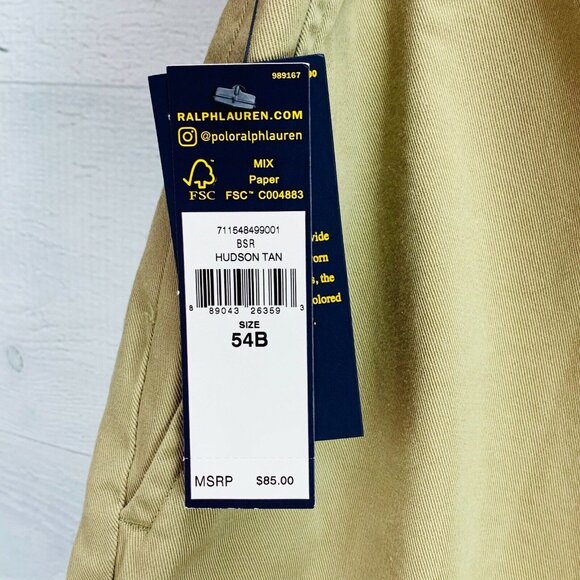 989167
RALPHLAUREN.COM
@poloralphlauren
MIX
Paper
FSC™ C004883
FSC
711548499001
BSR
HUDSON TAN
8 89043 26359 3
SIZE
54B
MSRP $85.00
the